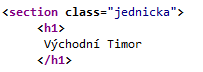 <section class="jednicka">
<h1>
Východní Timor
</h1>